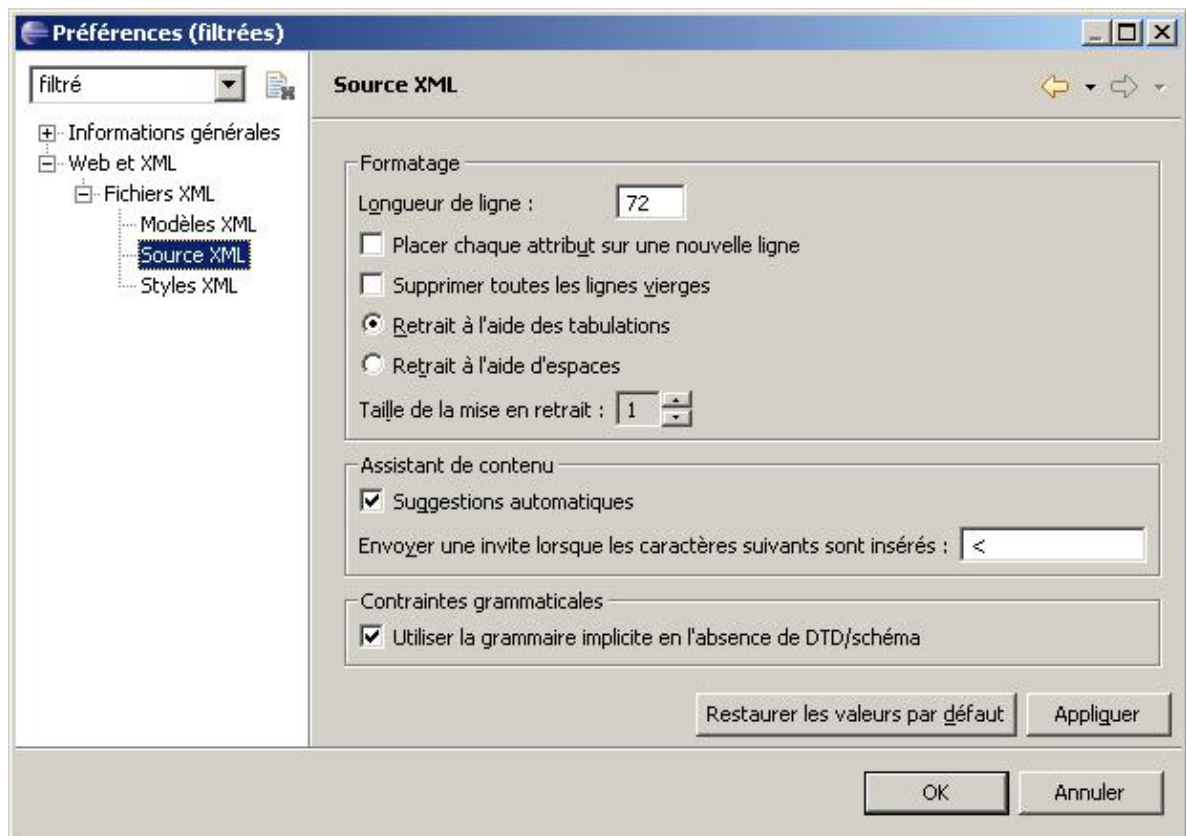 Préférences (filtrées)
filtré
Source XML
Informations générales
Web et XML
Fichiers XML
Modèles XML
Source XML
Styles XML
Formatage
Longueur de ligne : 72
Placer chaque attribut sur une nouvelle ligne
Supprimer toutes les lignes vierges
Retrait à l'aide des tabulations
Retrait à l'aide d'espaces
Taille de la mise en retrait : 1
Assistant de contenu
Suggestions automatiques
Envoyer une invite lorsque les caractères suivants sont insérés : <
Contraintes grammaticales
Utiliser la grammaire implicite en l'absence de DTD/schéma
Restaurer les valeurs par défaut Appliquer
OK Annuler